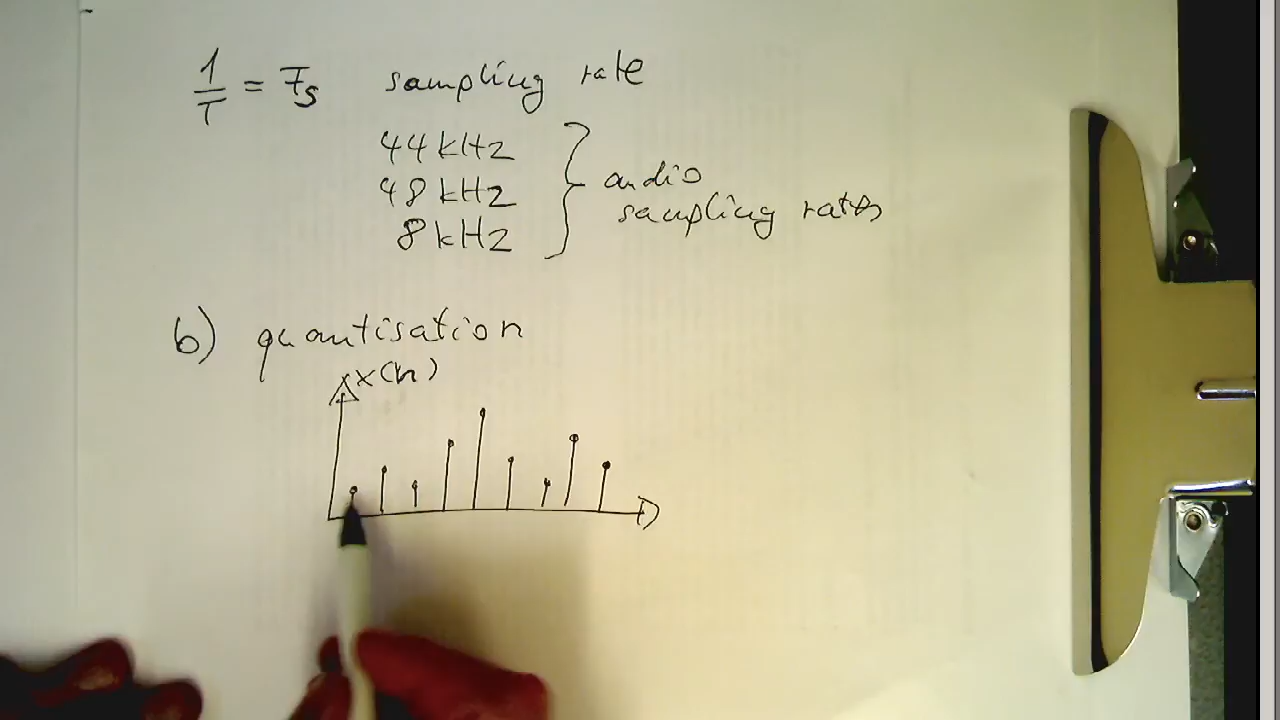 1/T = Fs sampling rate
44 kHz
48 kHz
8 kHz
audio
sampling rates
b) quantisation
x(n)